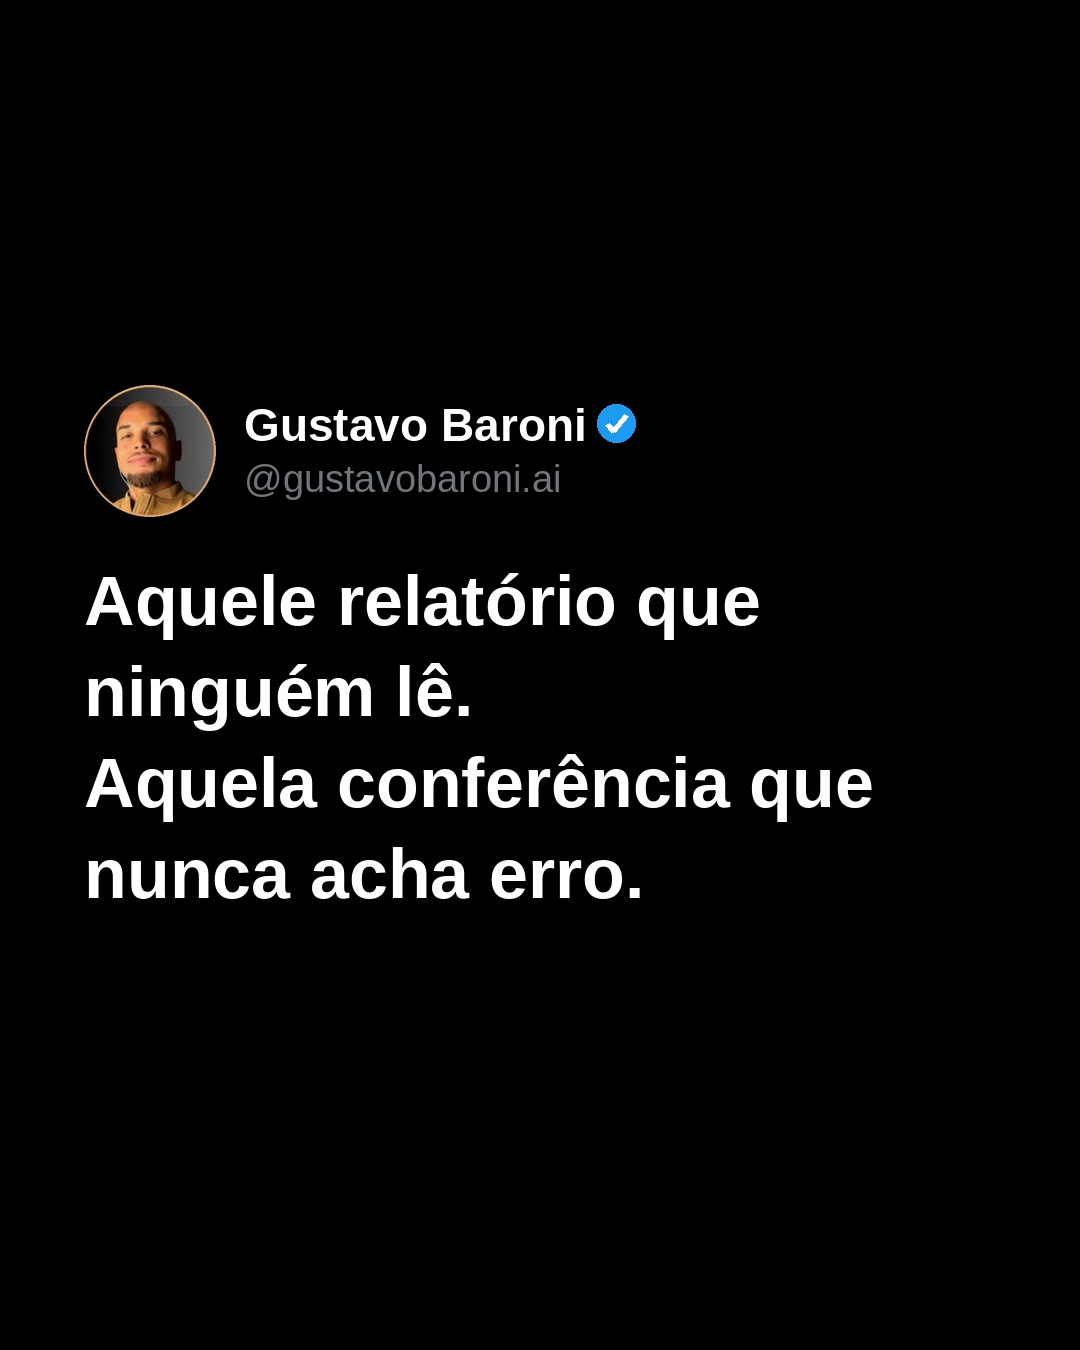 Gustavo Baroni
@gustavobaroni.ai
Aquele relatório que
ninguém lê.
Aquela conferência que
nunca acha erro.